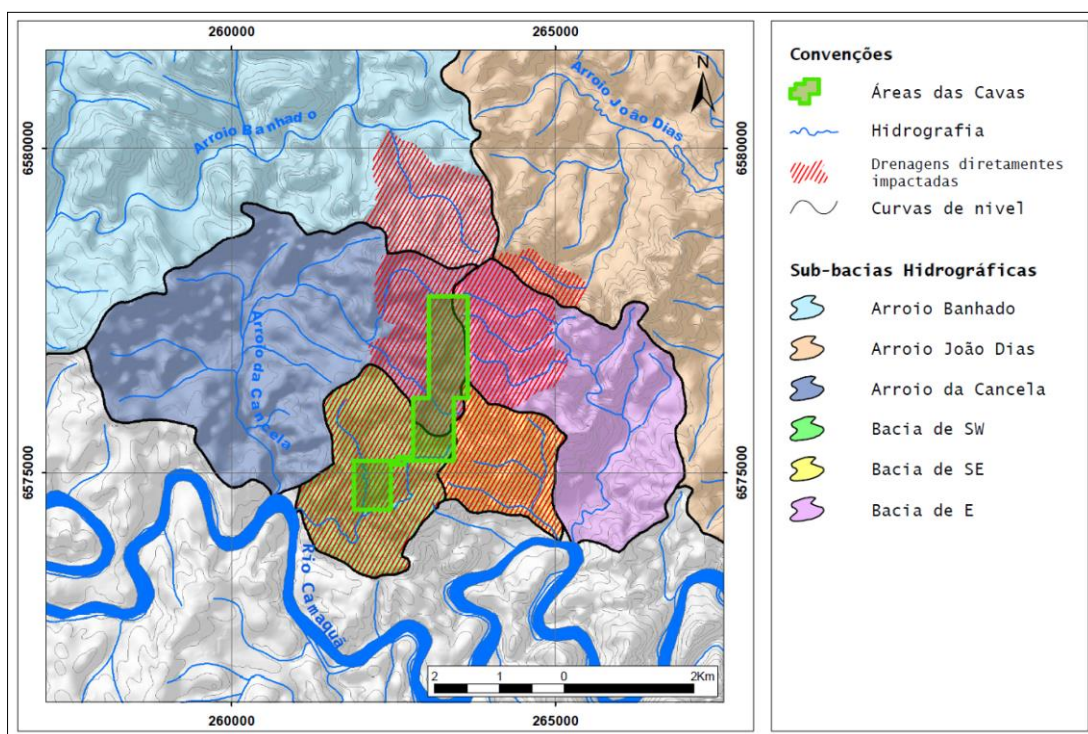 260000
265000
N
Arroio João Dias
Arroio Banhado
6580000
6580000
Arroio da Cancela
6575000
6575000
Rio Camaquã
2
1
0
2Km
260000
265000
Convenções
Áreas das Cavas
Hidrografia
Drenagens diretamente
impactadas
Curvas de nivel
Sub-bacias Hidrográficas
Arroio Banhado
Arroio João Dias
Arroio da Cancela
Bacia de SW
Bacia de SE
Bacia de E